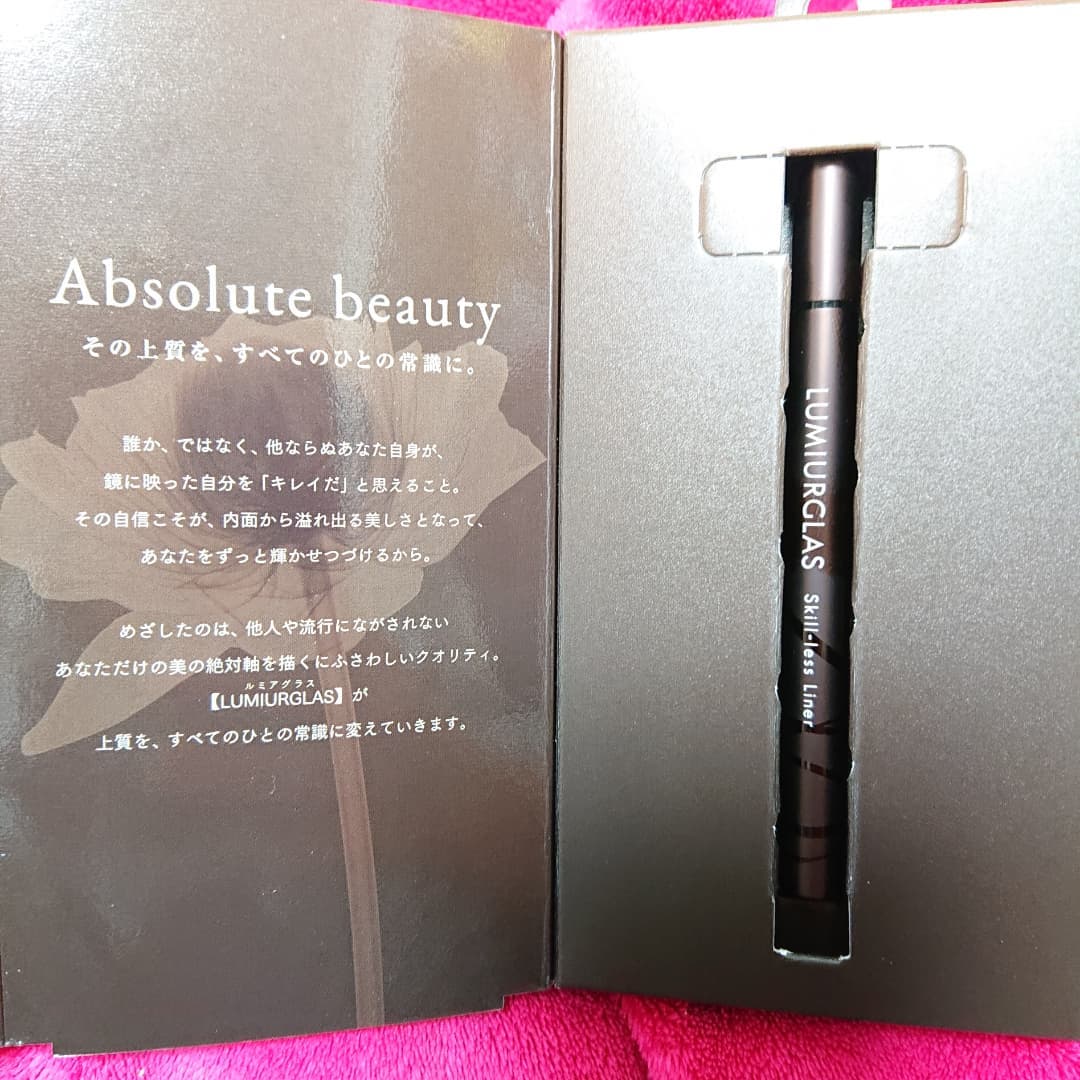 Absolute beauty
その上質を、すべてのひとの常識に。
誰か、ではなく、他ならぬあなた自身が、
鏡に映った自分を「キレイだ」と思えること。
その自信こそが、内面から溢れ出る美しさとなって、
あなたをずっと輝かせつづけるから。
めざしたのは、他人や流行にながされない
あなただけの美の絶対軸を描くにふさわしいクオリティ。
ルミアグラス
【LUMIURGLAS】が
上質を、すべてのひとの常識に変えていきます。
LUMIURGLAS Skill-less Liner